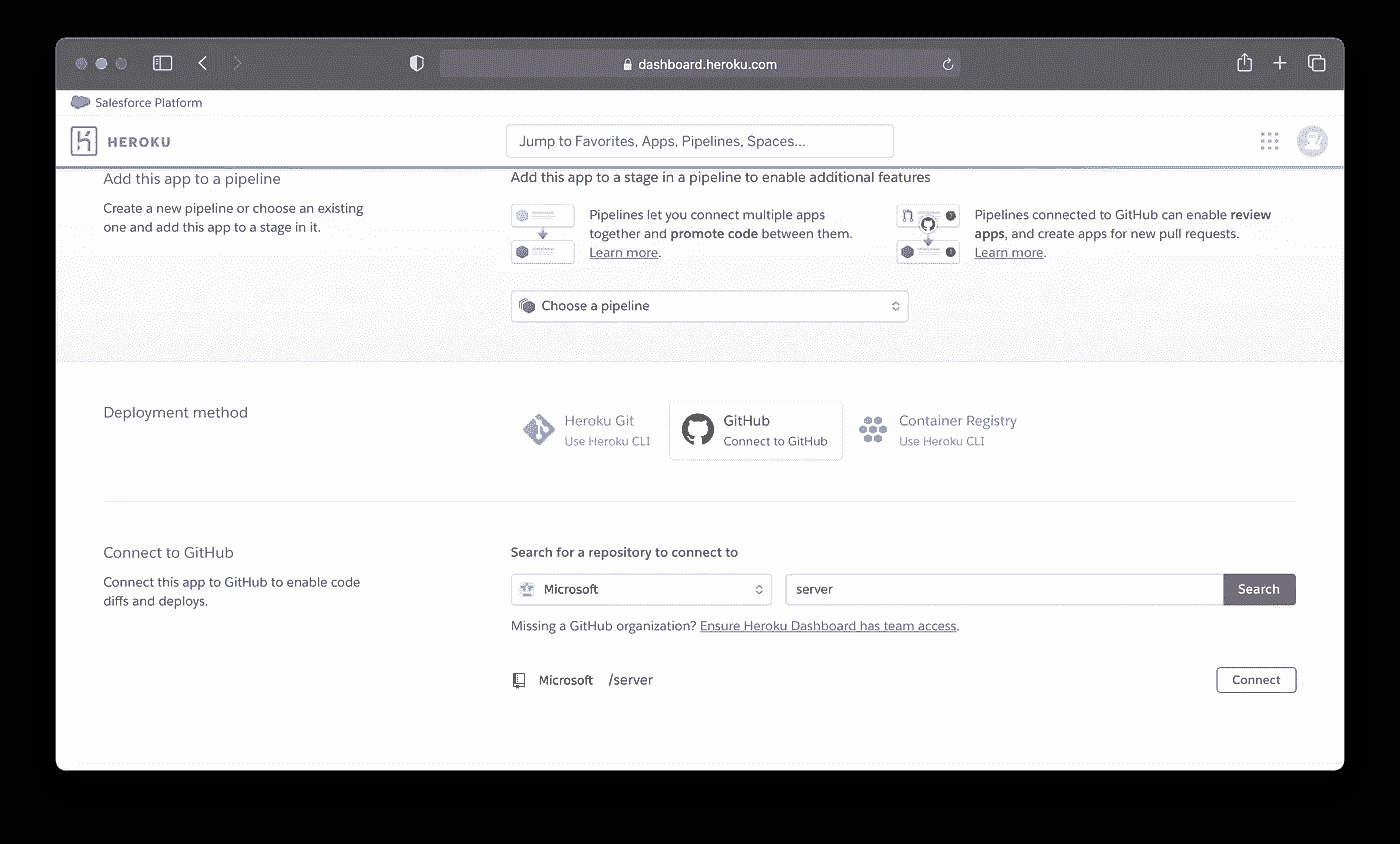 dashboard.heroku.com
Salesforce Platform
HEROKU
Jump to Favorites, Apps, Pipelines, Spaces...
Add this app to a pipeline
Create a new pipeline or choose an existing
one and add this app to a stage in it.
Add this app to a stage in a pipeline to enable additional features
Pipelines let you connect multiple apps
together and promote code between them.
Learn more.
Pipelines connected to GitHub can enable review
apps, and create apps for new pull requests.
Learn more.
Choose a pipeline
Deployment method
Heroku Git
Use Heroku CLI
GitHub
Connect to GitHub
Container Registry
Use Heroku CLI
Connect to GitHub
Connect this app to GitHub to enable code
diffs and deploys.
Search for a repository to connect to
Microsoft
server
Search
Missing a GitHub organization? Ensure Heroku Dashboard has team access.
Microsoft /server
Connect